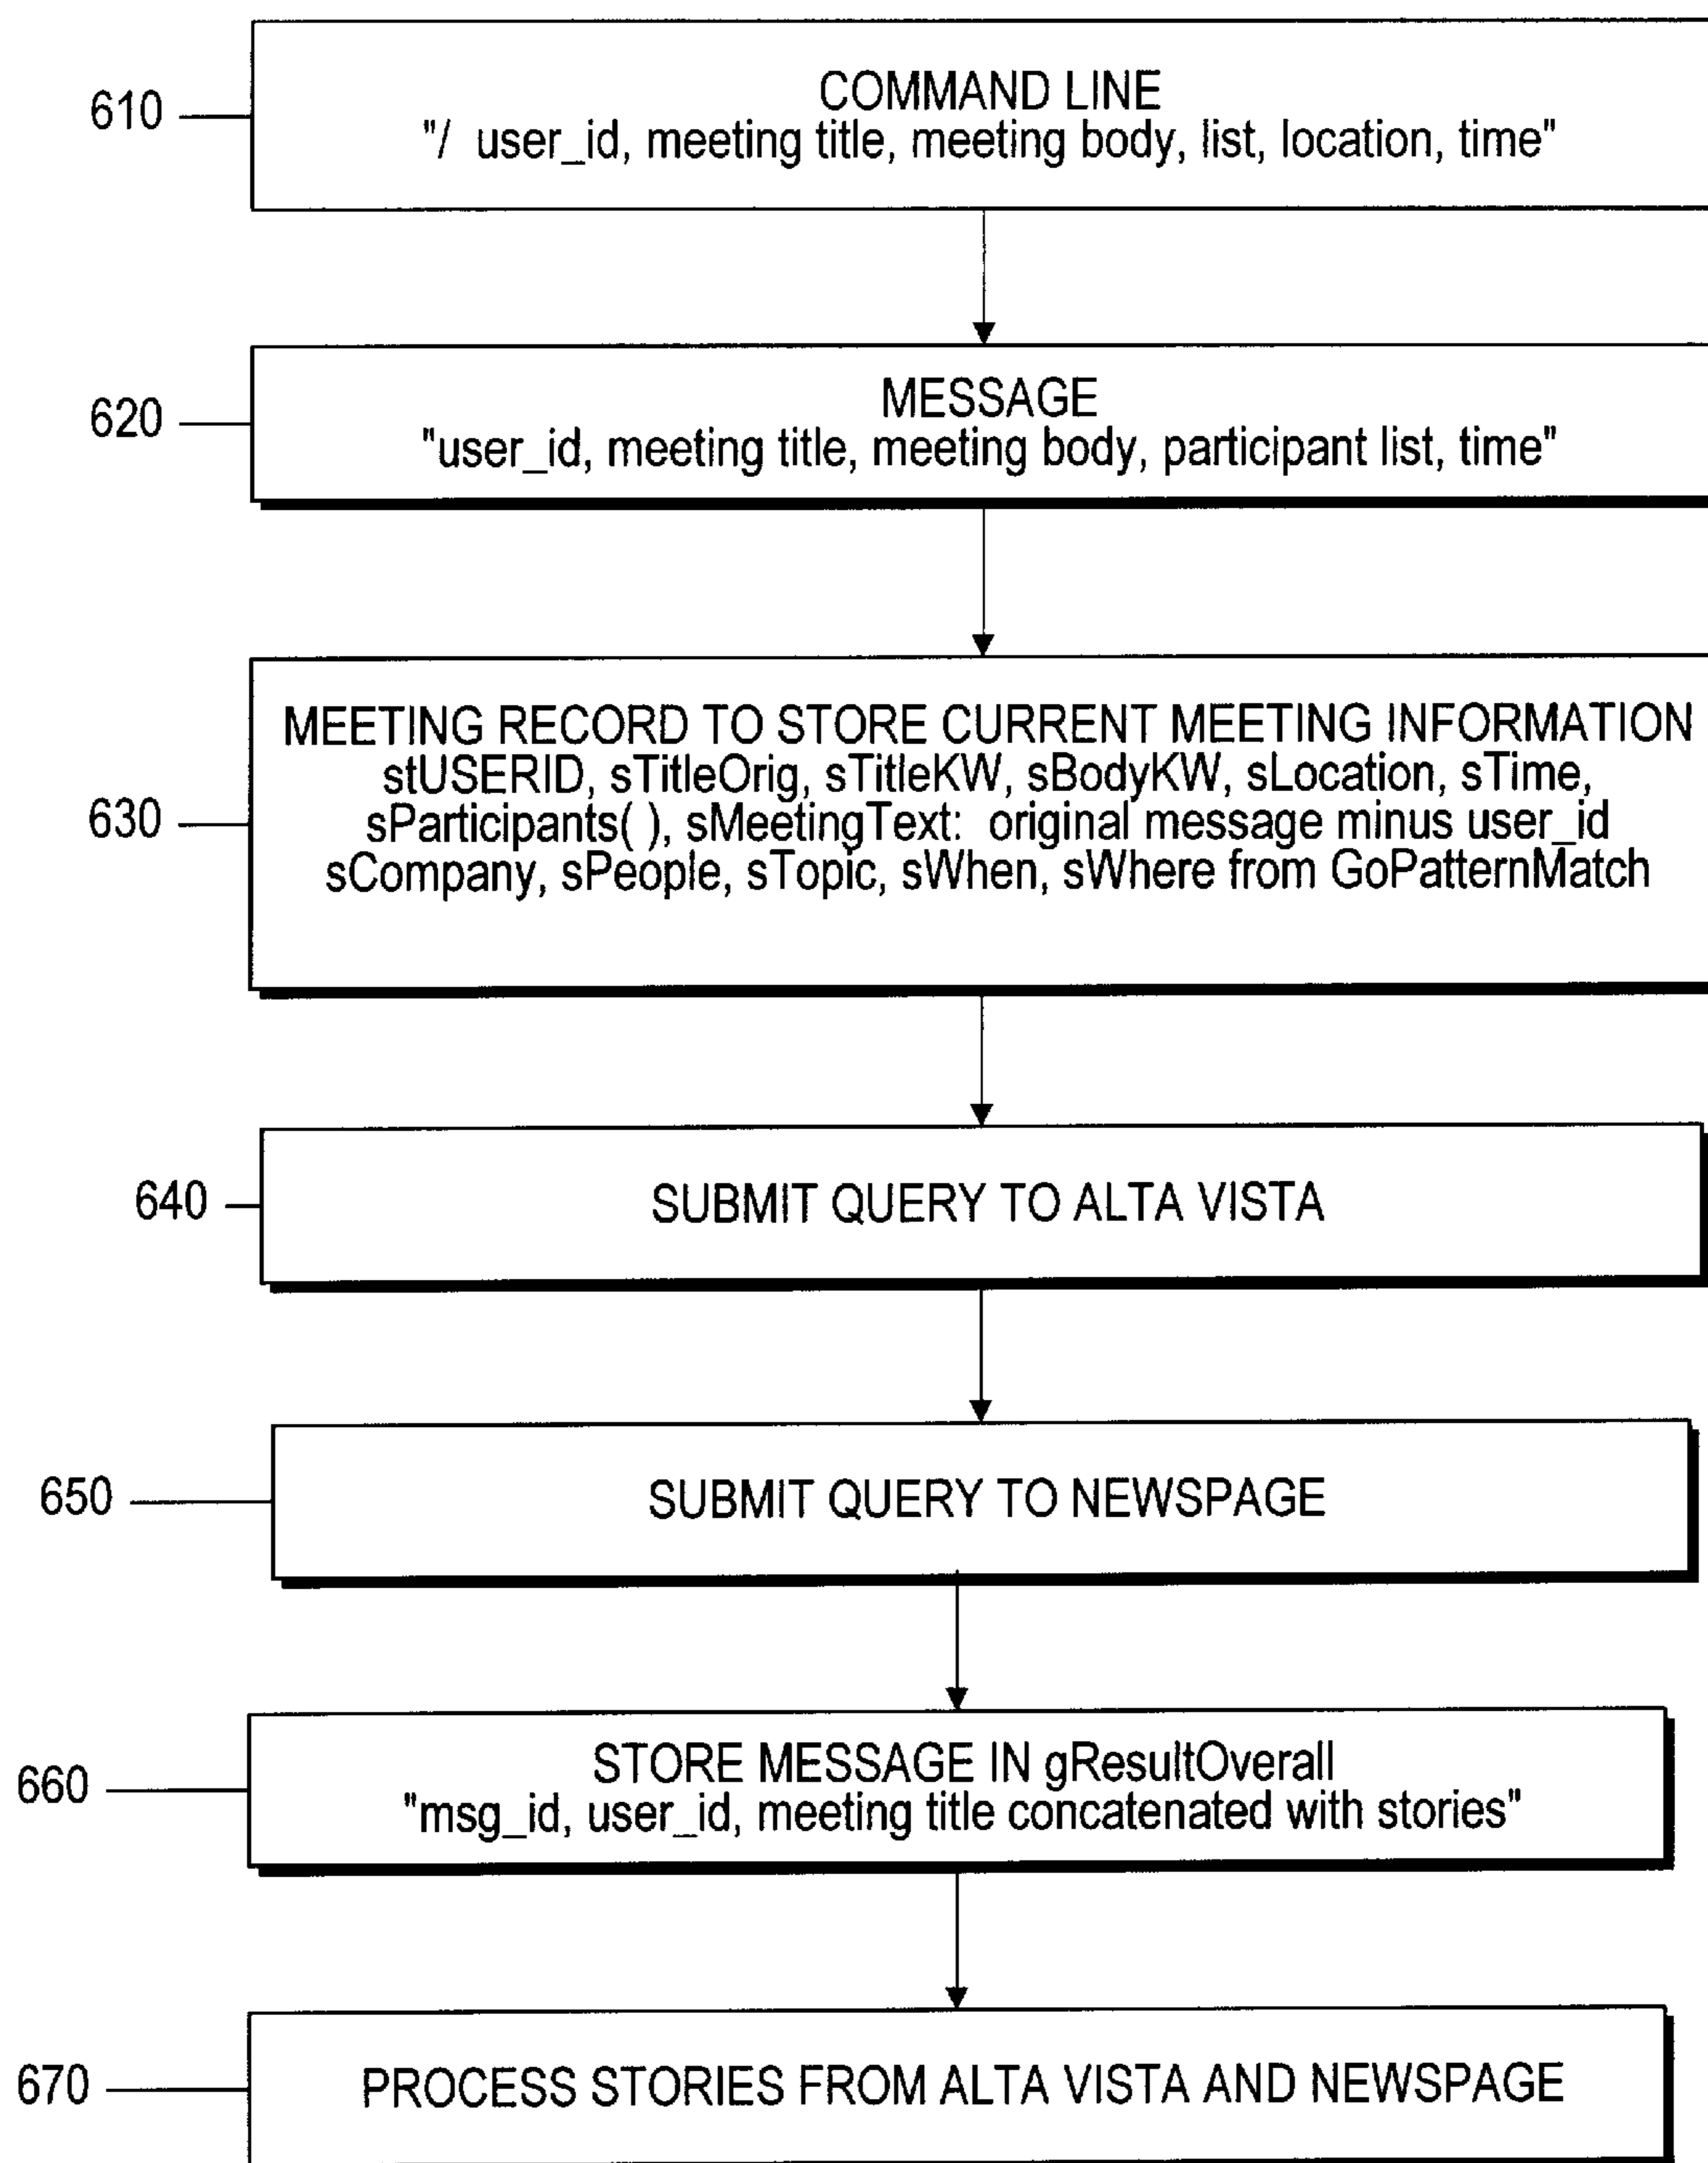 610
COMMAND LINE
"/ user_id, meeting title, meeting body, list, location, time"
620
MESSAGE
"user_id, meeting title, meeting body, participant list, time"
630
MEETING RECORD TO STORE CURRENT MEETING INFORMATION
stUSERID, sTitleOrig, sTitleKW, sBodyKW, sLocation, sTime,
sParticipants( ), sMeetingText: original message minus user_id
sCompany, sPeople, sTopic, sWhen, sWhere from GoPatternMatch
640
SUBMIT QUERY TO ALTA VISTA
650
SUBMIT QUERY TO NEWSPAGE
660
STORE MESSAGE IN gResultOverall
"msg_id, user_id, meeting title concatenated with stories"
670
PROCESS STORIES FROM ALTA VISTA AND NEWSPAGE